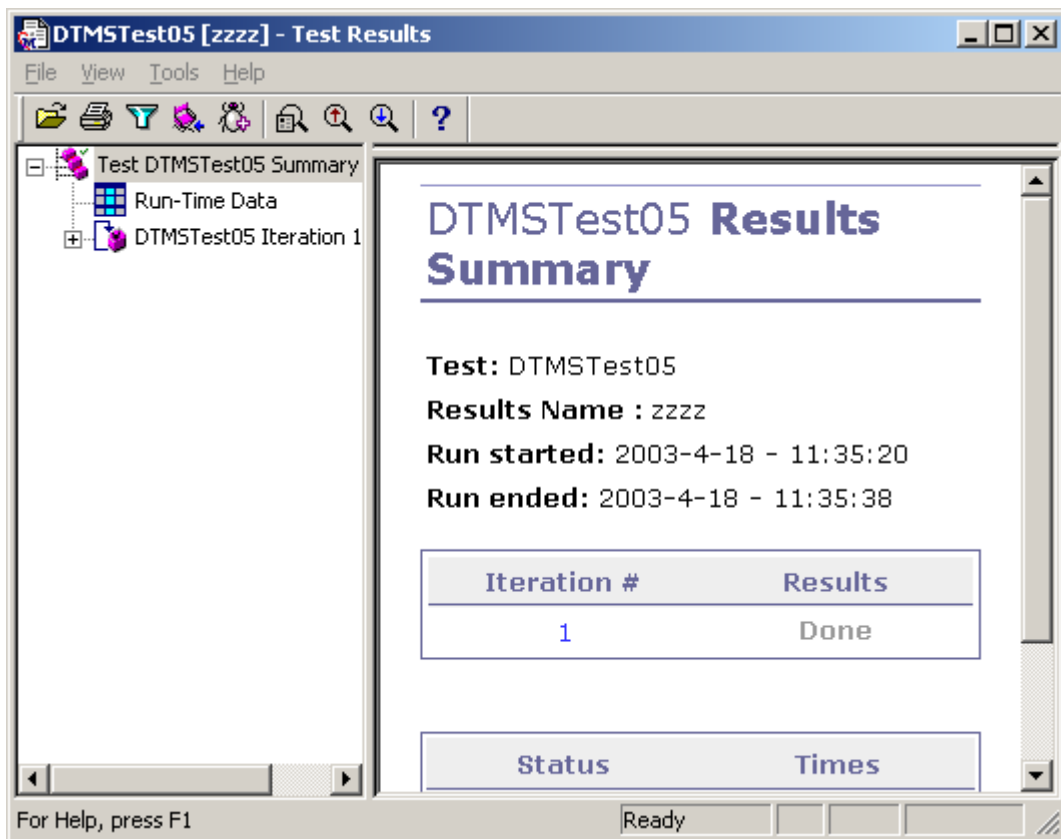 DTMSTest05 [zzzz] - Test Results
File View Tools Help
?
Test DTMSTest05 Summary
Run-Time Data
DTMSTest05 Iteration 1
DTMSTest05 Results
Summary
Test: DTMSTest05
Results Name : zzzz
Run started: 2003-4-18 - 11:35:20
Run ended: 2003-4-18 - 11:35:38
Iteration # Results
1 Done
Status Times
For Help, press F1 Ready